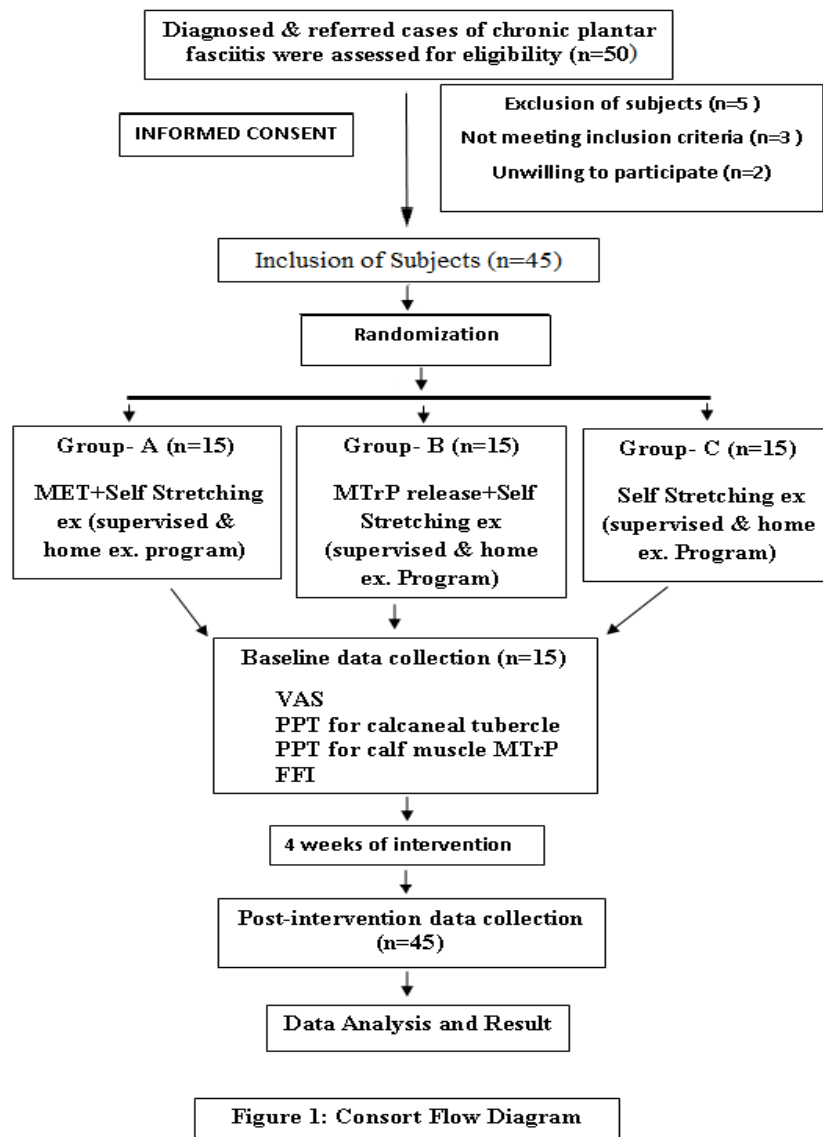 Diagnosed & referred cases of chronic plantar
fasciitis were assessed for eligibility (n=50)
Exclusion of subjects (n=5 )
Not meeting inclusion criteria (n=3 )
Unwilling to participate (n=2)
INFORMED CONSENT
Inclusion of Subjects (n=45)
Randomization
Group- A (n=15)
MET+Self Stretching
ex (supervised &
home ex. program)
Group- B (n=15)
MTrP release+Self
Stretching ex
(supervised & home
ex. Program)
Group- C (n=15)
Self Stretching ex
(supervised & home
ex. Program)
Baseline data collection (n=15)
VAS
PPT for calcaneal tubercle
PPT for calf muscle MTrP
FFI
4 weeks of intervention
Post-intervention data collection
(n=45)
Data Analysis and Result
Figure 1: Consort Flow Diagram